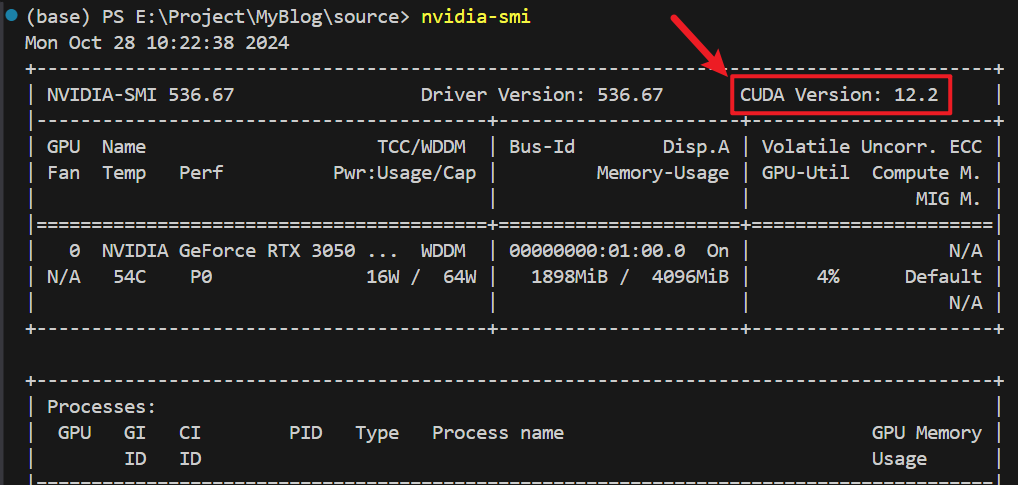 (base) PS E:\Project\MyBlog\source> nvidia-smi
Mon Oct 28 10:22:38 2024
+---------------------------------------------------------------------------------------+
| NVIDIA-SMI 536.67                 Driver Version: 536.67       CUDA Version: 12.2     |
|-----------------------------------------+----------------------+----------------------+
| GPU  Name                     TCC/WDDM  | Bus-Id        Disp.A | Volatile Uncorr. ECC |
| Fan  Temp   Perf          Pwr:Usage/Cap |         Memory-Usage | GPU-Util  Compute M. |
|                                         |                      |               MIG M. |
|=========================================+======================+======================|
|   0  NVIDIA GeForce RTX 3050 ...  WDDM  | 00000000:01:00.0  On |                  N/A |
| N/A   54C    P0              16W /  64W |   1898MiB /  4096MiB |      4%      Default |
|                                         |                      |                  N/A |
+-----------------------------------------+----------------------+----------------------+
+---------------------------------------------------------------------------------------+
| Processes:                                                                            |
|  GPU   GI   CI        PID   Type   Process name                            GPU Memory |
|        ID   ID                                                             Usage      |
|=======================================================================================|